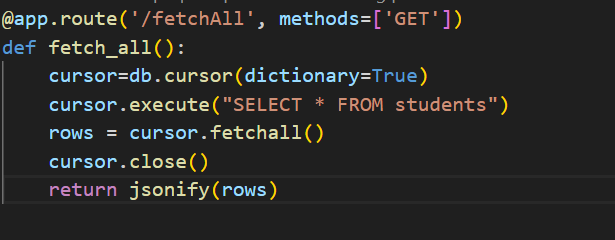 @app.route('/fetchAll', methods=['GET'])
def fetch_all():
    cursor=db.cursor(dictionary=True)
    cursor.execute("SELECT * FROM students")
    rows = cursor.fetchall()
    cursor.close()
    return jsonify(rows)